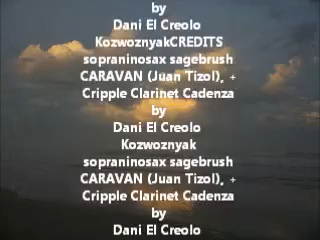 by
Dani El Creolo
KozwoznyakCREDITS
sopraninosax sagebrush
CARAVAN (Juan Tizol), +
Cripple Clarinet Cadenza
by
Dani El Creolo
Kozwoznyak
sopraninosax sagebrush
CARAVAN (Juan Tizol), +
Cripple Clarinet Cadenza
by
Dani El Creolo